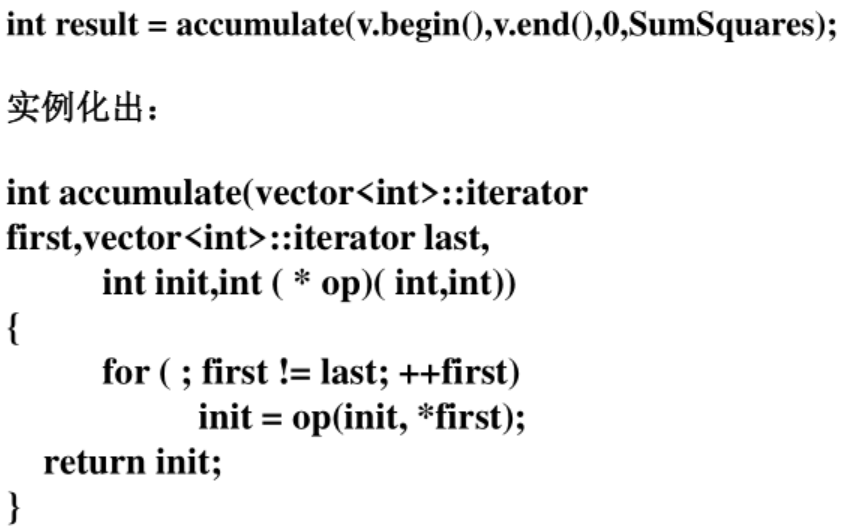 int result = accumulate(v.begin(),v.end(),0,SumSquares);
实例化出：
int accumulate(vector<int>::iterator
first,vector<int>::iterator last,
int init,int ( * op)( int,int))
{
for ( ; first != last; ++first)
init = op(init, *first);
return init;
}